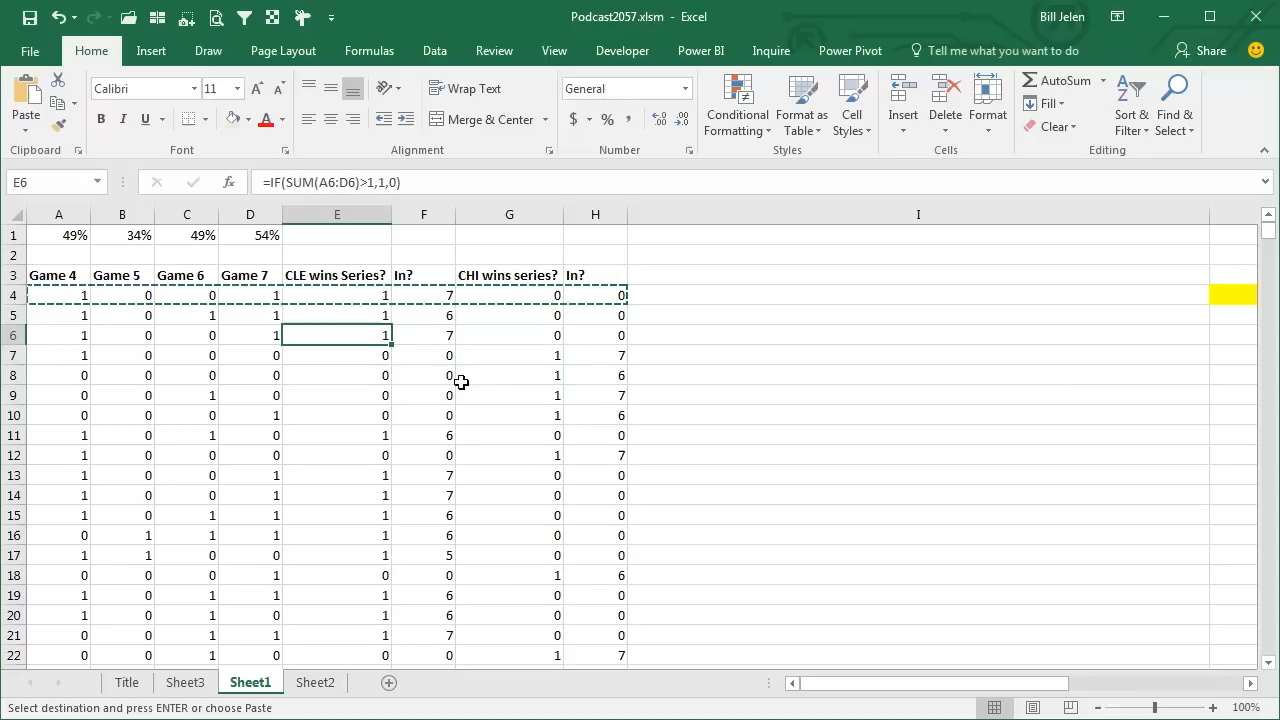 Podcast2057.xlsm - Excel
Bill Jelen
File Home Insert Draw Page Layout Formulas Data Review View Developer Power BI Inquire Power Pivot Tell me what you want to do Share
Paste
Clipboard
Calibri 11
B I U
Font
Wrap Text
Merge & Center
Alignment
General
$ % ,
Number
Conditional Formatting
Format as Table
Cell Styles
Styles
Insert Delete Format
Cells
AutoSum
Fill
Clear
Sort & Filter
Find & Select
Editing
E6 fx =IF(SUM(A6:D6)>1,1,0)
A B C D E F G H I
1 49% 34% 49% 54%
2
3 Game 4 Game 5 Game 6 Game 7 CLE wins Series? In? CHI wins series? In?
4 1 0 0 1 1 7 0 0
5 1 0 1 1 1 6 0 0
6 1 0 0 1 1 7 0 0
7 1 0 0 0 0 0 1 7
8 0 0 0 0 0 0 1 6
9 0 0 1 0 0 0 1 7
10 0 0 0 1 0 0 1 6
11 1 0 1 0 1 6 0 0
12 0 0 0 0 0 0 1 7
13 1 0 0 1 1 7 0 0
14 1 0 0 1 1 7 0 0
15 1 0 1 1 1 6 0 0
16 0 1 1 1 1 6 0 0
17 1 1 0 0 1 5 0 0
18 0 0 0 1 0 0 1 6
19 1 0 1 1 1 6 0 0
20 1 0 1 0 1 6 0 0
21 0 0 1 1 1 7 0 0
22 0 0 1 0 0 0 1 7
Title Sheet3 Sheet1 Sheet2
Select destination and press ENTER or choose Paste
100%